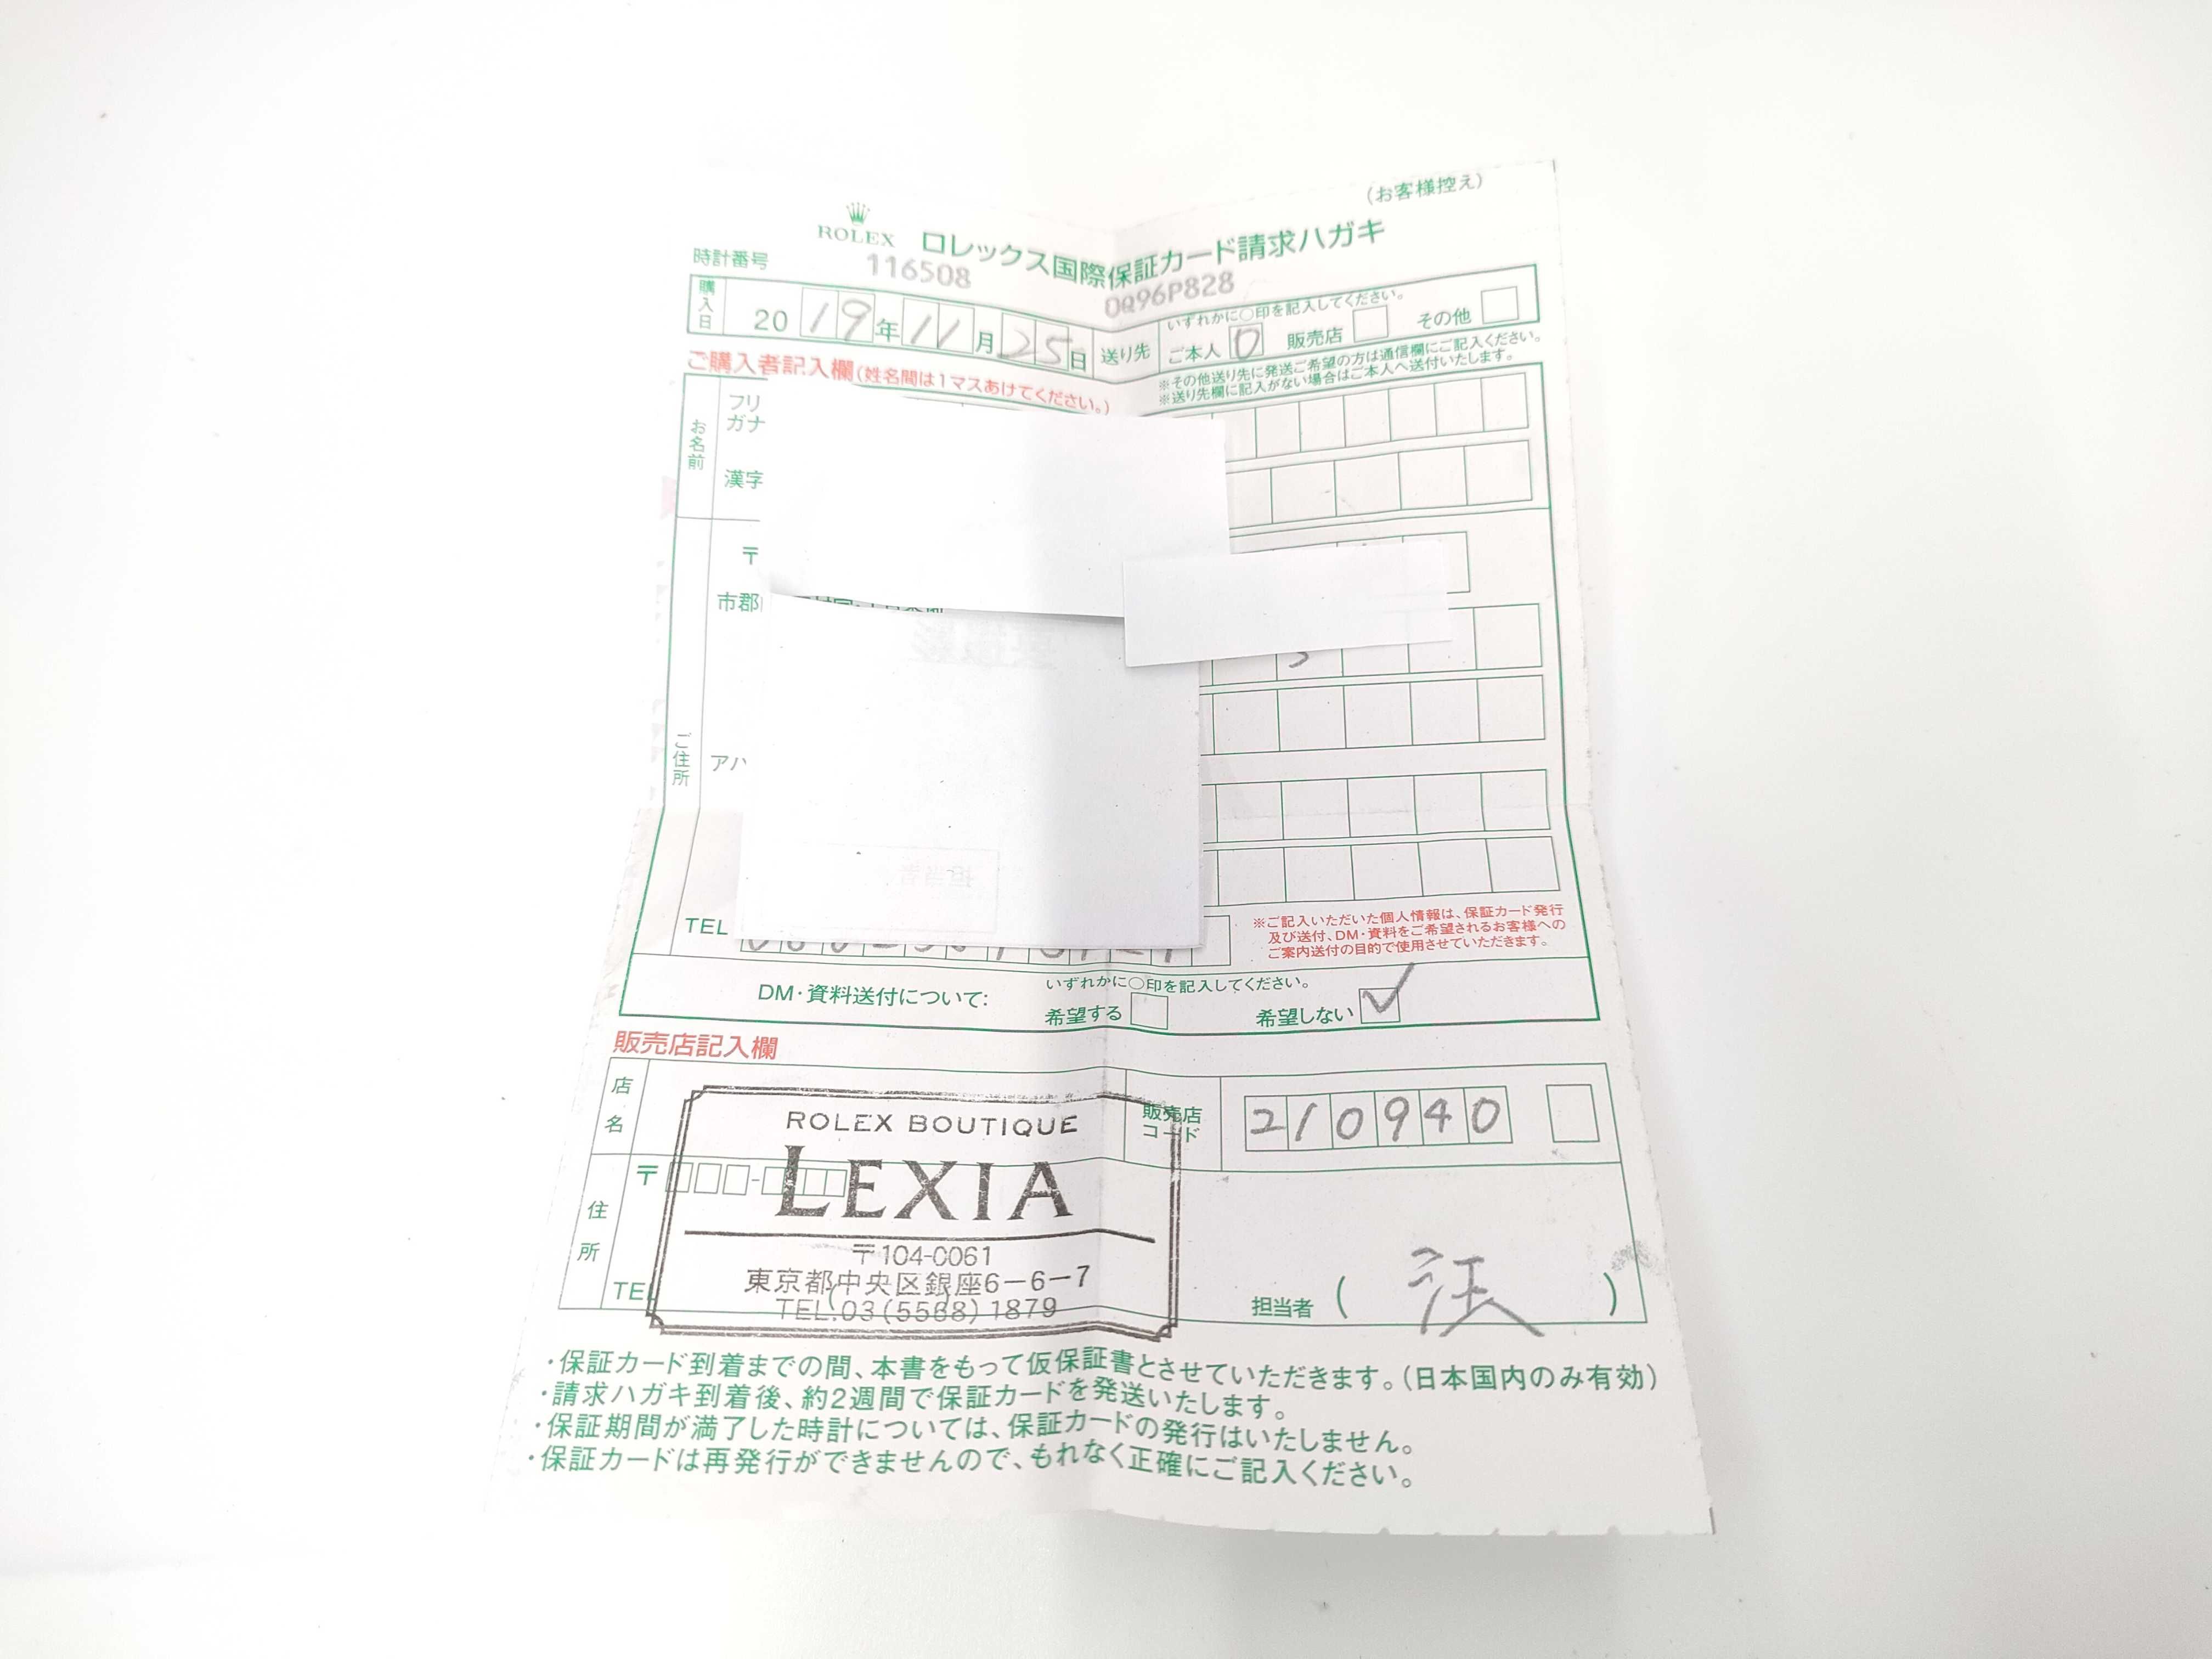 (お客様控え)
ROLEX ロレックス国際保証カード請求ハガキ
時計番号 116508 0Q96P828
購入日 2019年11月25日 送り先 いずれかに○印を記入してください。
ご本人 O 販売店 その他
※その他送り先に発送ご希望の方は通信欄にご記入ください。
※送り先欄に記入がない場合はご本人へ送付いたします。
ご購入者記入欄(姓名間は1マスあけてください。)
お名前
フリ
ガナ
漢字
〒
市郡
ご住所
アハ
TEL
※ご記入いただいた個人情報は、保証カード発行
及び送付、DM・資料をご希望されるお客様への
ご案内送付の目的で使用させていただきます。
DM・資料送付について:
いずれかに○印を記入してください。
希望する 希望しない ✓
販売店記入欄
店名
ROLEX BOUTIQUE
LEXIA
販売店
コード
210940
住所
〒
〒104-0061
東京都中央区銀座6-6-7
TEL
TEL.03(5568)1879
担当者 ( 汪 )
・保証カード到着までの間、本書をもって仮保証書とさせていただきます。(日本国内のみ有効)
・請求ハガキ到着後、約2週間で保証カードを発送いたします。
・保証期間が満了した時計については、保証カードの発行はいたしません。
・保証カードは再発行ができませんので、もれなく正確にご記入ください。